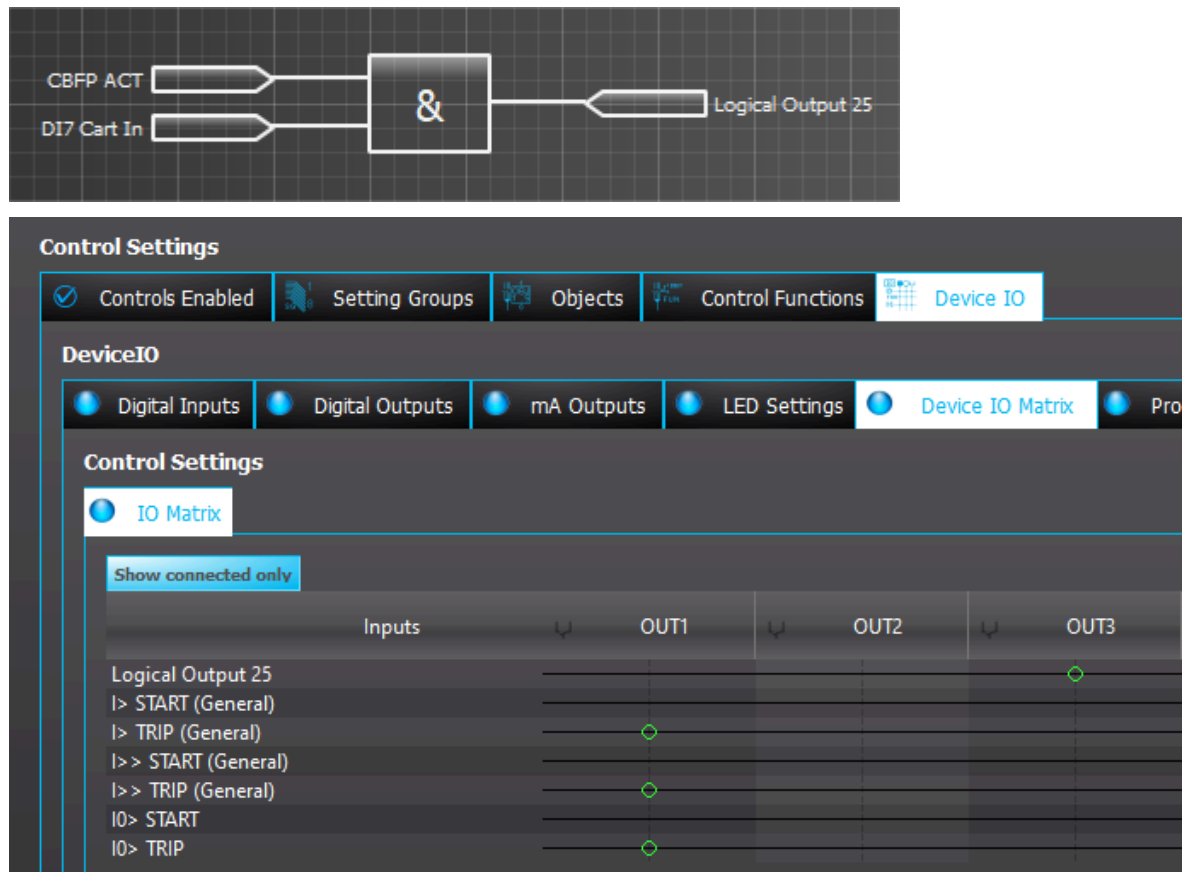 CBFP ACT
DI7 Cart In
&
Logical Output 25
Control Settings
Controls Enabled Setting Groups Objects Control Functions Device IO
DeviceIO
Digital Inputs Digital Outputs mA Outputs LED Settings Device IO Matrix Pro
Control Settings
IO Matrix
Show connected only
Inputs OUT1 OUT2 OUT3
Logical Output 25
I> START (General)
I> TRIP (General)
I>> START (General)
I>> TRIP (General)
I0> START
I0> TRIP